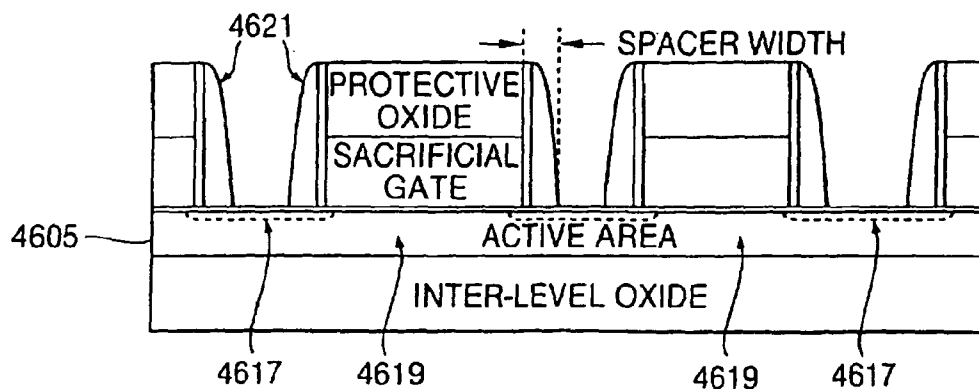 4621
SPACER WIDTH
PROTECTIVE
OXIDE
SACRIFICIAL
GATE
4605
ACTIVE AREA
INTER-LEVEL OXIDE
4617
4619
4619
4617